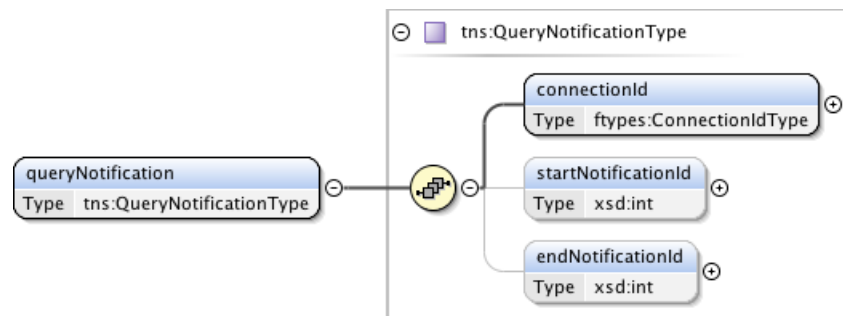 tns:QueryNotificationType
connectionId
Type ftypes:ConnectionIdType
queryNotification
Type tns:QueryNotificationType
startNotificationId
Type xsd:int
endNotificationId
Type xsd:int